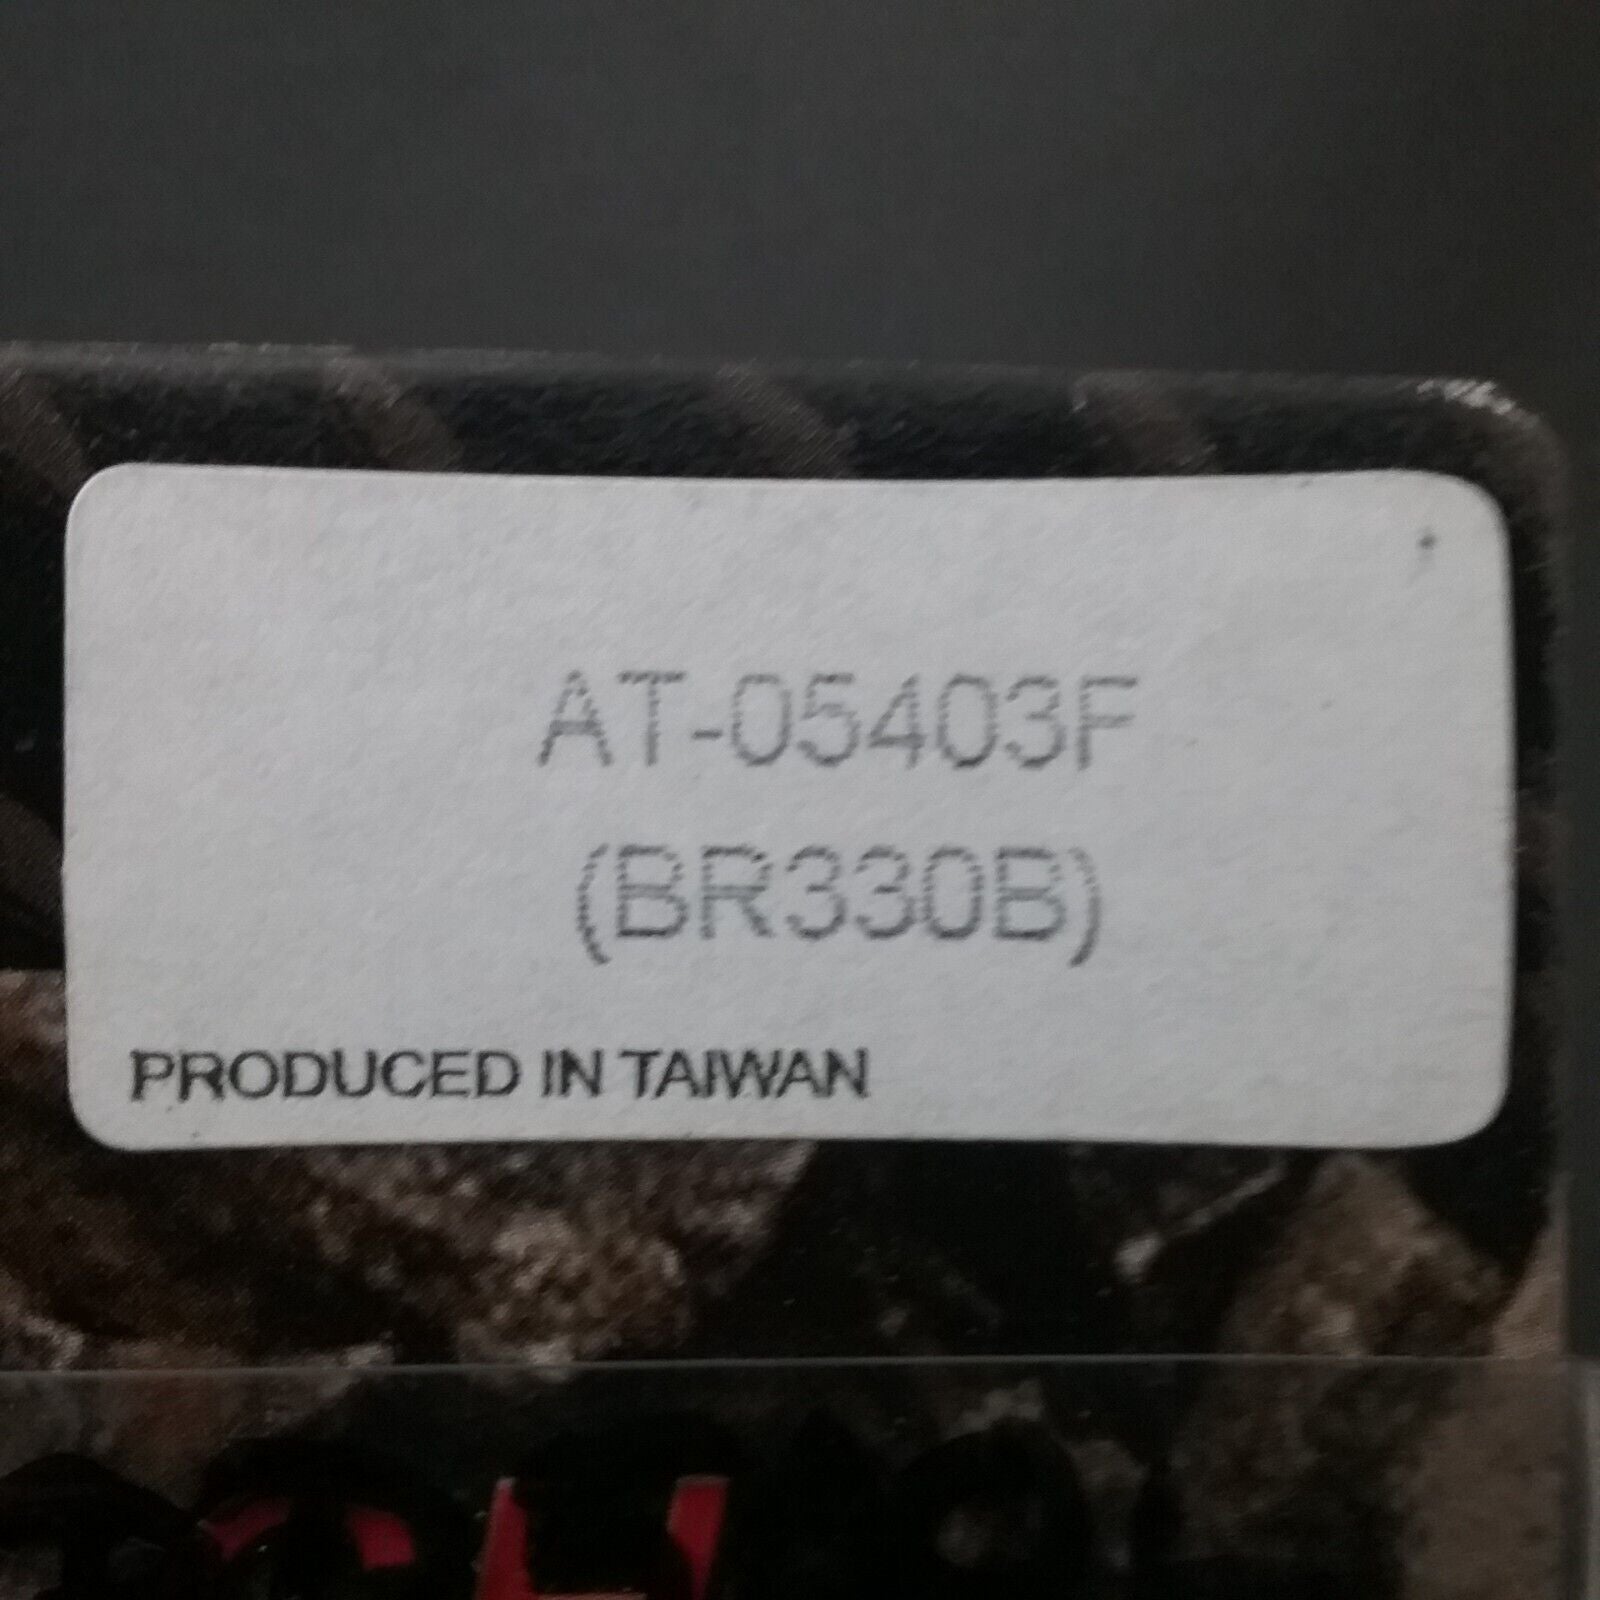 AT-05403F
(BR330B)
PRODUCED IN TAIWAN